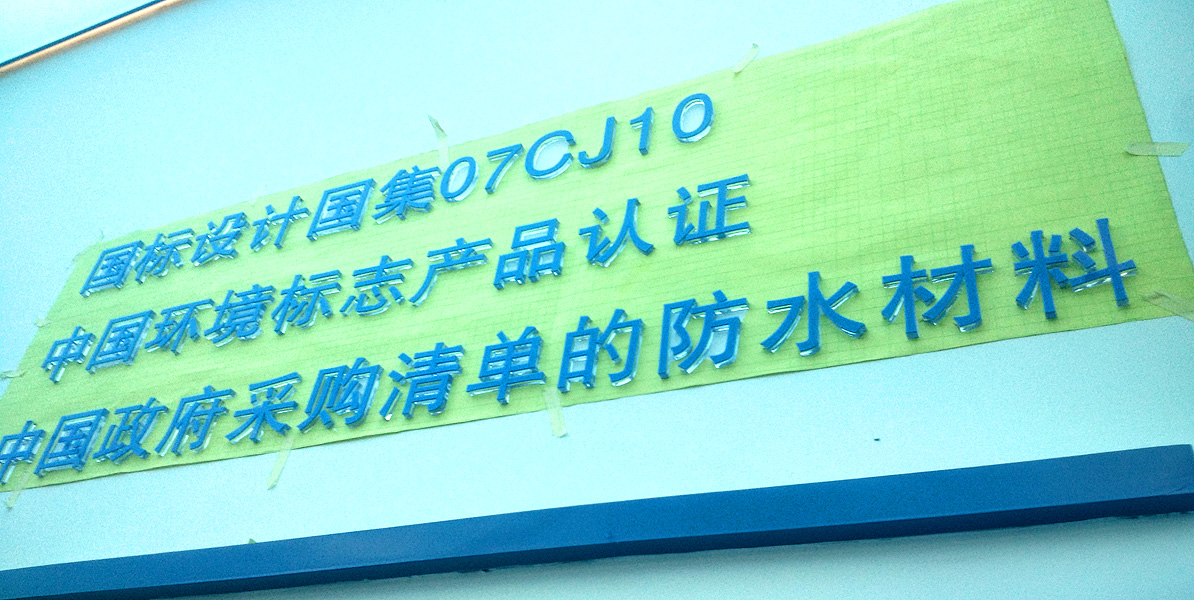 国标设计国集07CJ10
中国环境标志产品认证
中国政府采购清单的防水材料